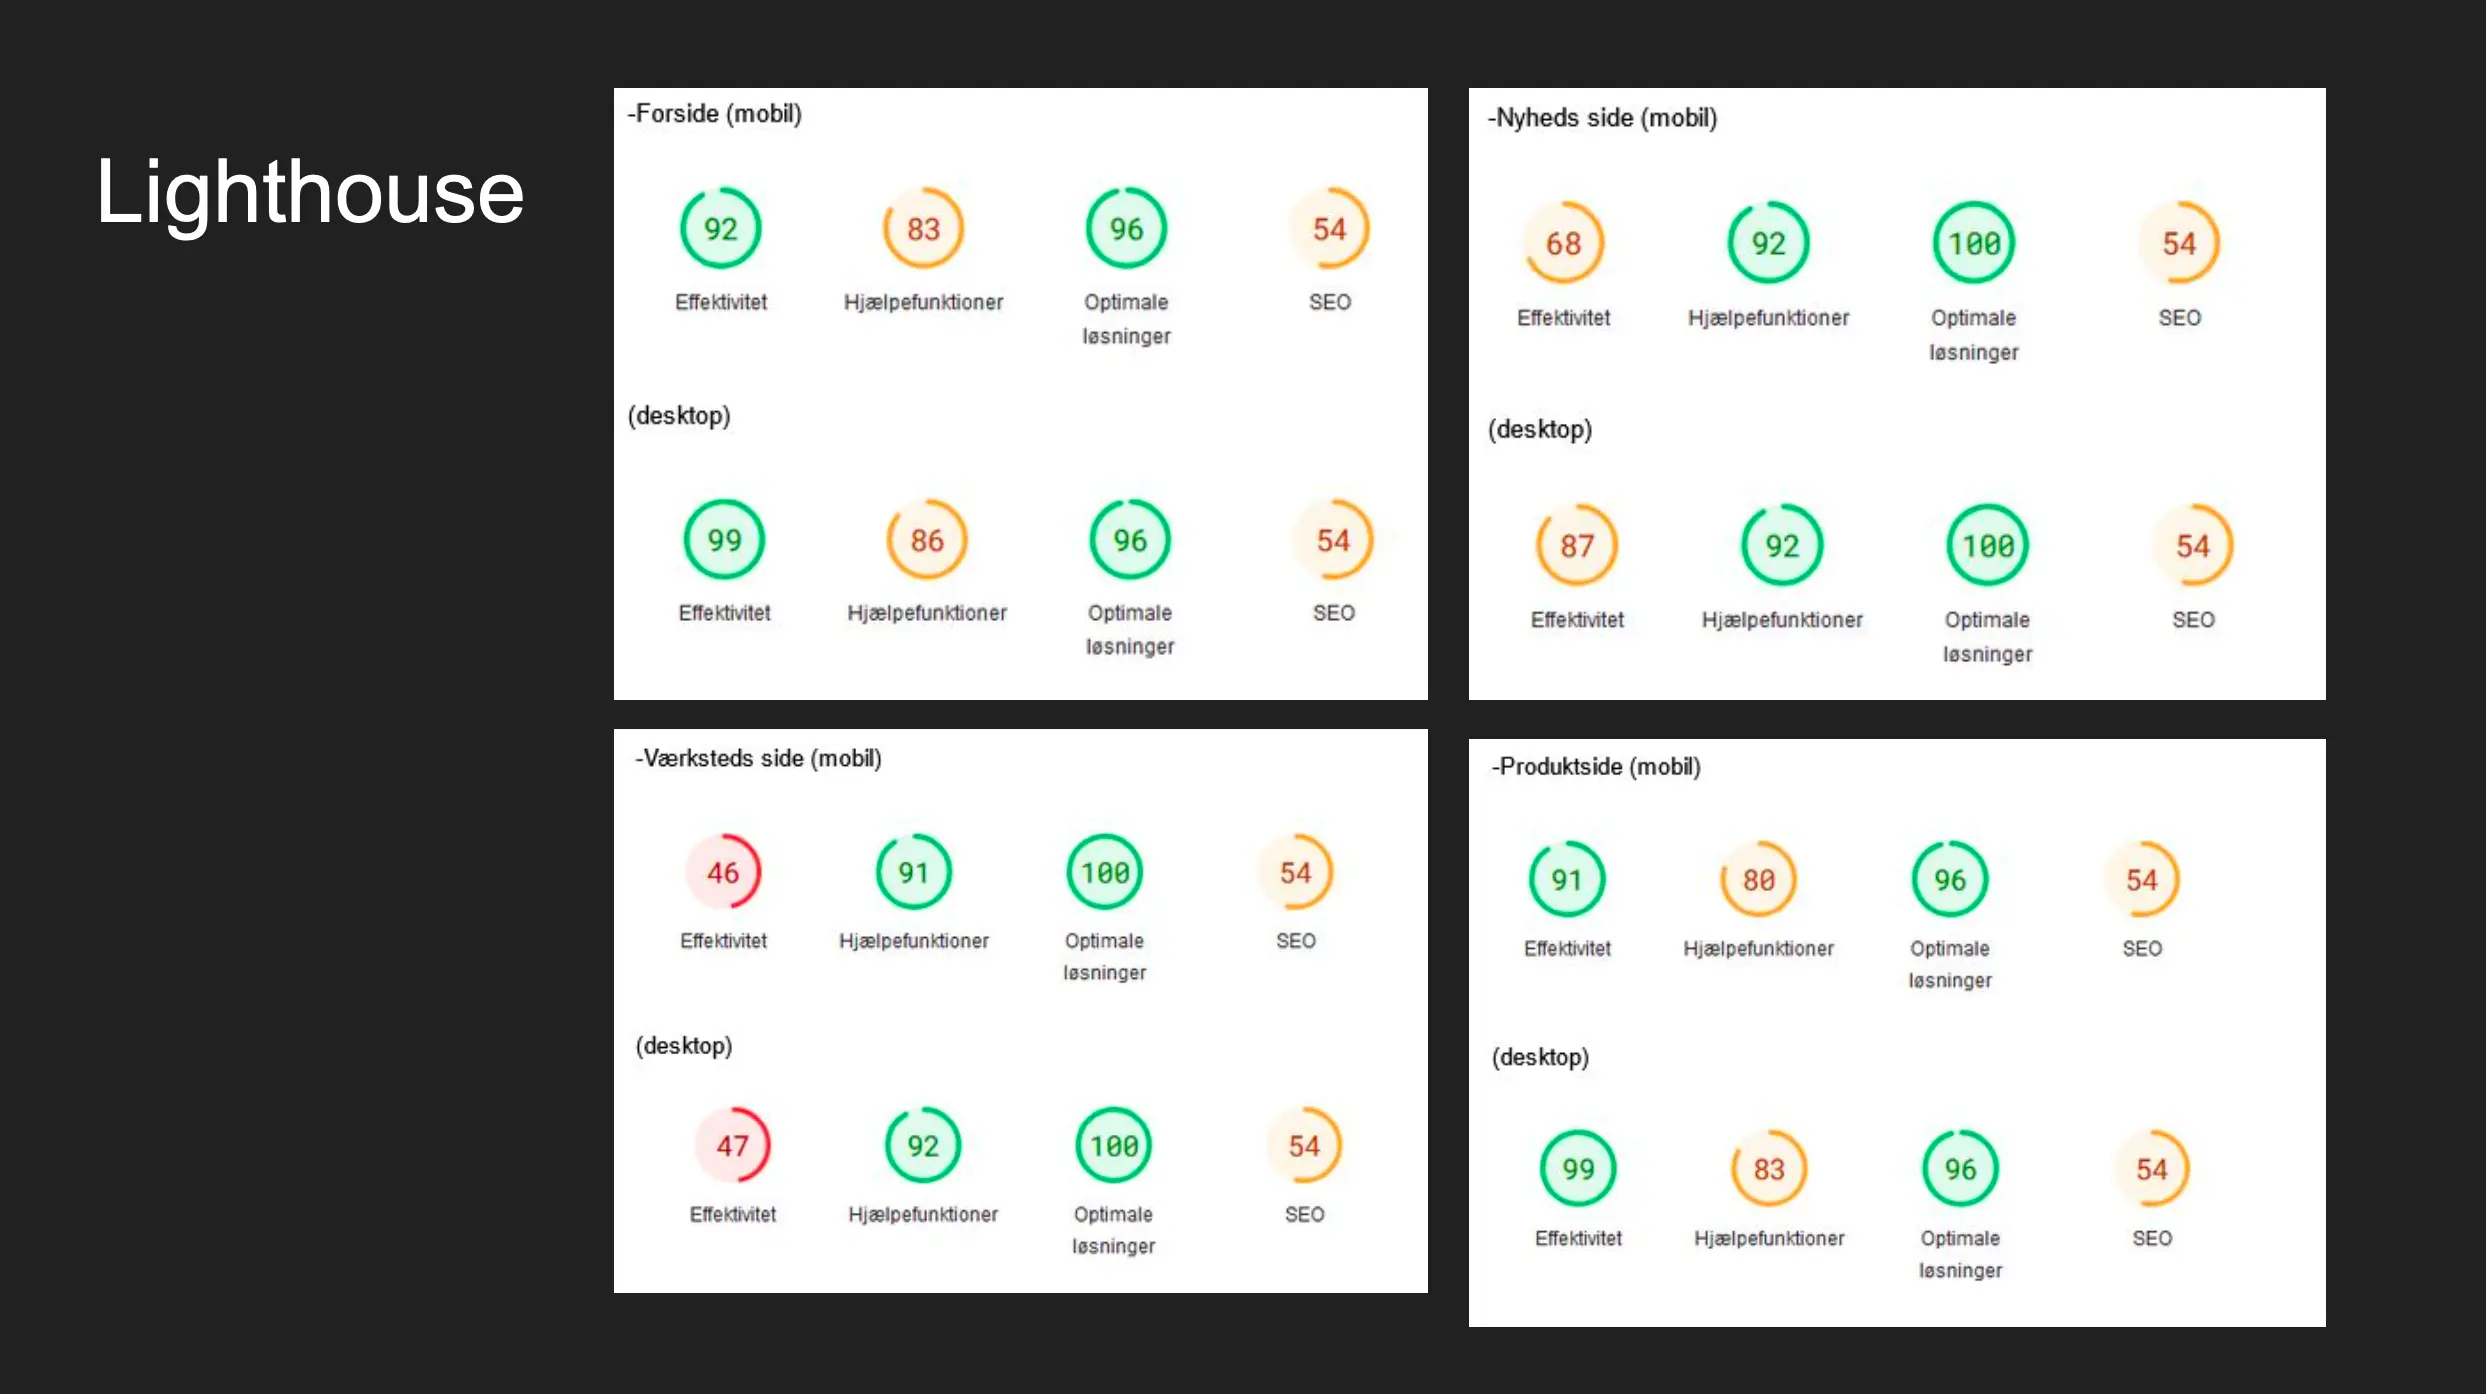 Lighthouse
-Forside (mobil)
92 83 96 54
Effektivitet Hjælpefunktioner Optimale SEO
løsninger
(desktop)
99 86 96 54
Effektivitet Hjælpefunktioner Optimale SEO
løsninger
-Nyheds side (mobil)
68 92 100 54
Effektivitet Hjælpefunktioner Optimale SEO
løsninger
(desktop)
87 92 100 54
Effektivitet Hjælpefunktioner Optimale SEO
løsninger
-Værksteds side (mobil)
46 91 100 54
Effektivitet Hjælpefunktioner Optimale SEO
løsninger
(desktop)
47 92 100 54
Effektivitet Hjælpefunktioner Optimale SEO
løsninger
-Produktside (mobil)
91 80 96 54
Effektivitet Hjælpefunktioner Optimale SEO
løsninger
(desktop)
99 83 96 54
Effektivitet Hjælpefunktioner Optimale SEO
løsninger